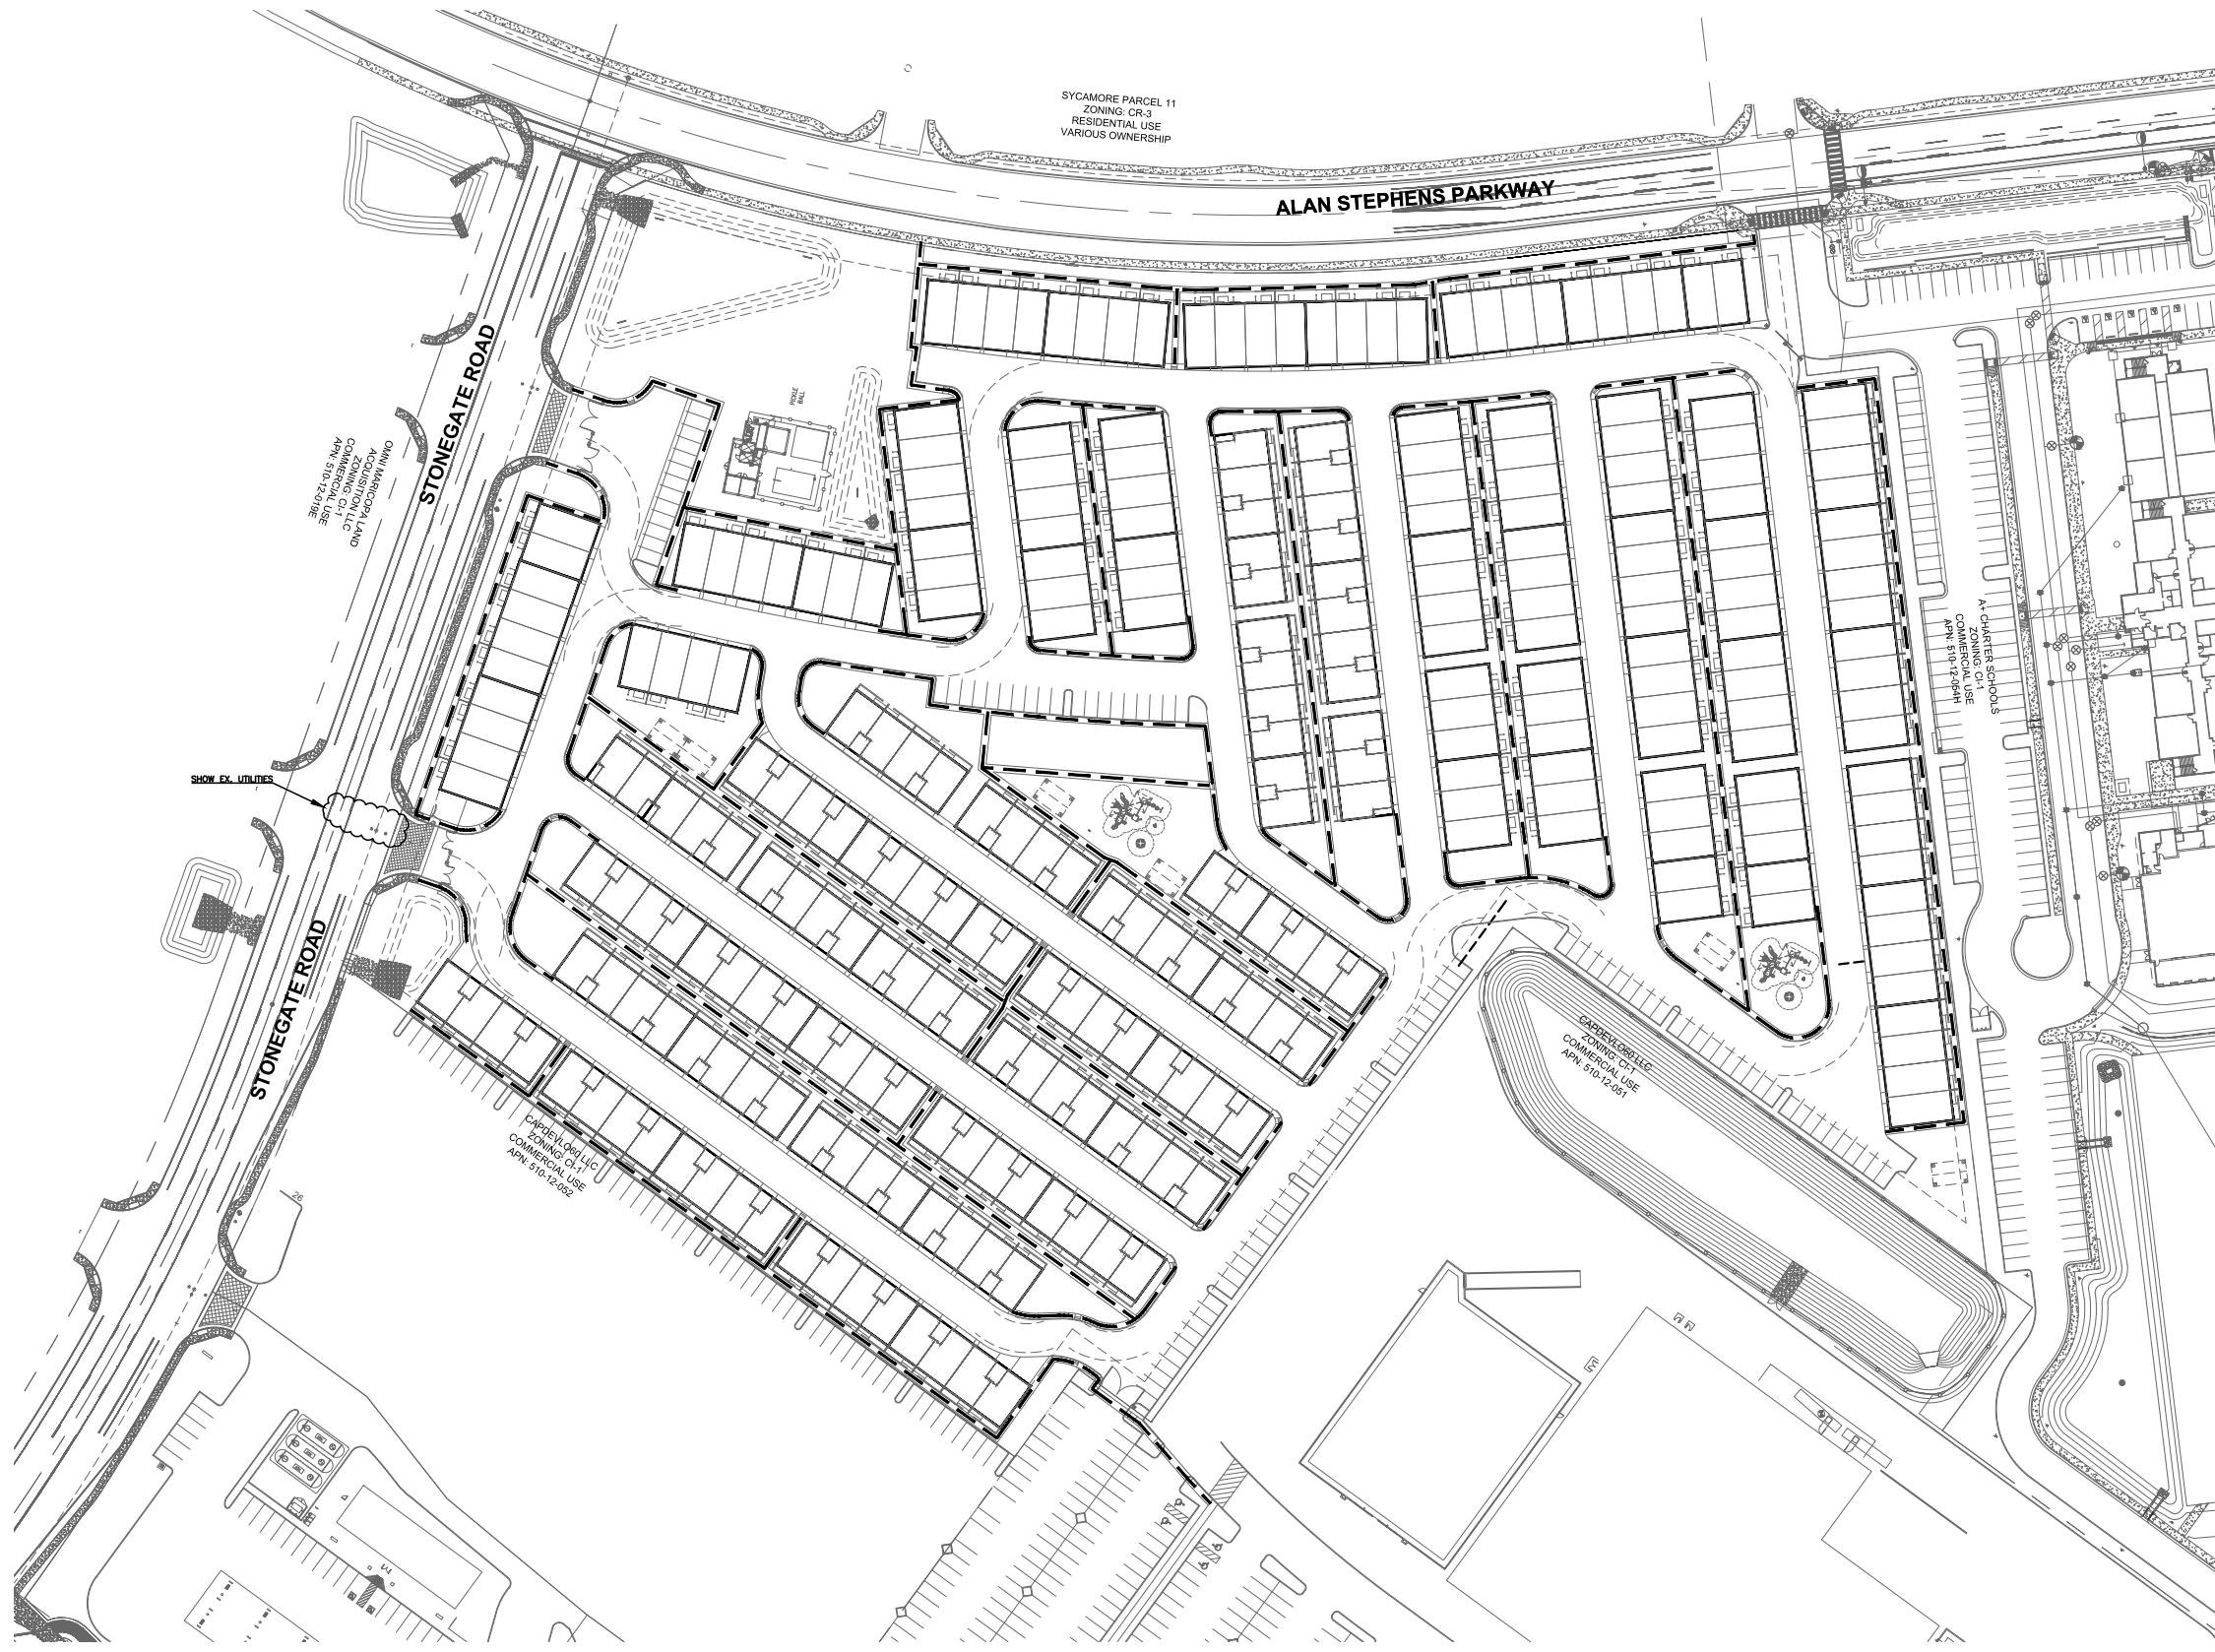 SYCAMORE PARCEL 11
ZONING: CR-3
RESIDENTIAL USE
VARIOUS OWNERSHIP
ALAN STEPHENS PARKWAY
STONEGATE ROAD
PICKLE
BALL
OMNI MARICOPA LAND
ACQUISITION LLC
ZONING: CI-1
COMMERCIAL USE
APN: 510-12-019E
A+ CHARTER SCHOOLS
ZONING: CI-1
COMMERCIAL USE
APN: 510-12-054H
SHOW EX. UTILITIES
STONEGATE ROAD
CAPDEVLO60 LLC
ZONING: CI-1
COMMERCIAL USE
APN: 510-12-051
CAPDEVLO60 LLC
ZONING: CI-1
COMMERCIAL USE
APN: 510-12-052
26